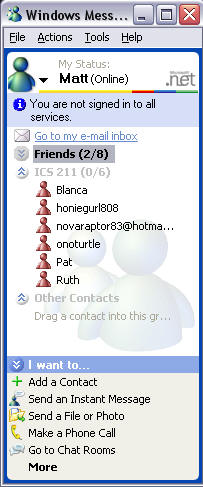 Windows Mess...
File Actions Tools Help
My Status:
Matt (Online)
Microsoft
.net
You are not signed in to all
services.
Go to my e-mail inbox
Friends (2/8)
ICS 211 (0/6)
Blanca
honiegurl808
novaraptor83@hotma...
onoturtle
Pat
Ruth
Other Contacts
Drag a contact into this gr...
I want to...
Add a Contact
Send an Instant Message
Send a File or Photo
Make a Phone Call
Go to Chat Rooms
More